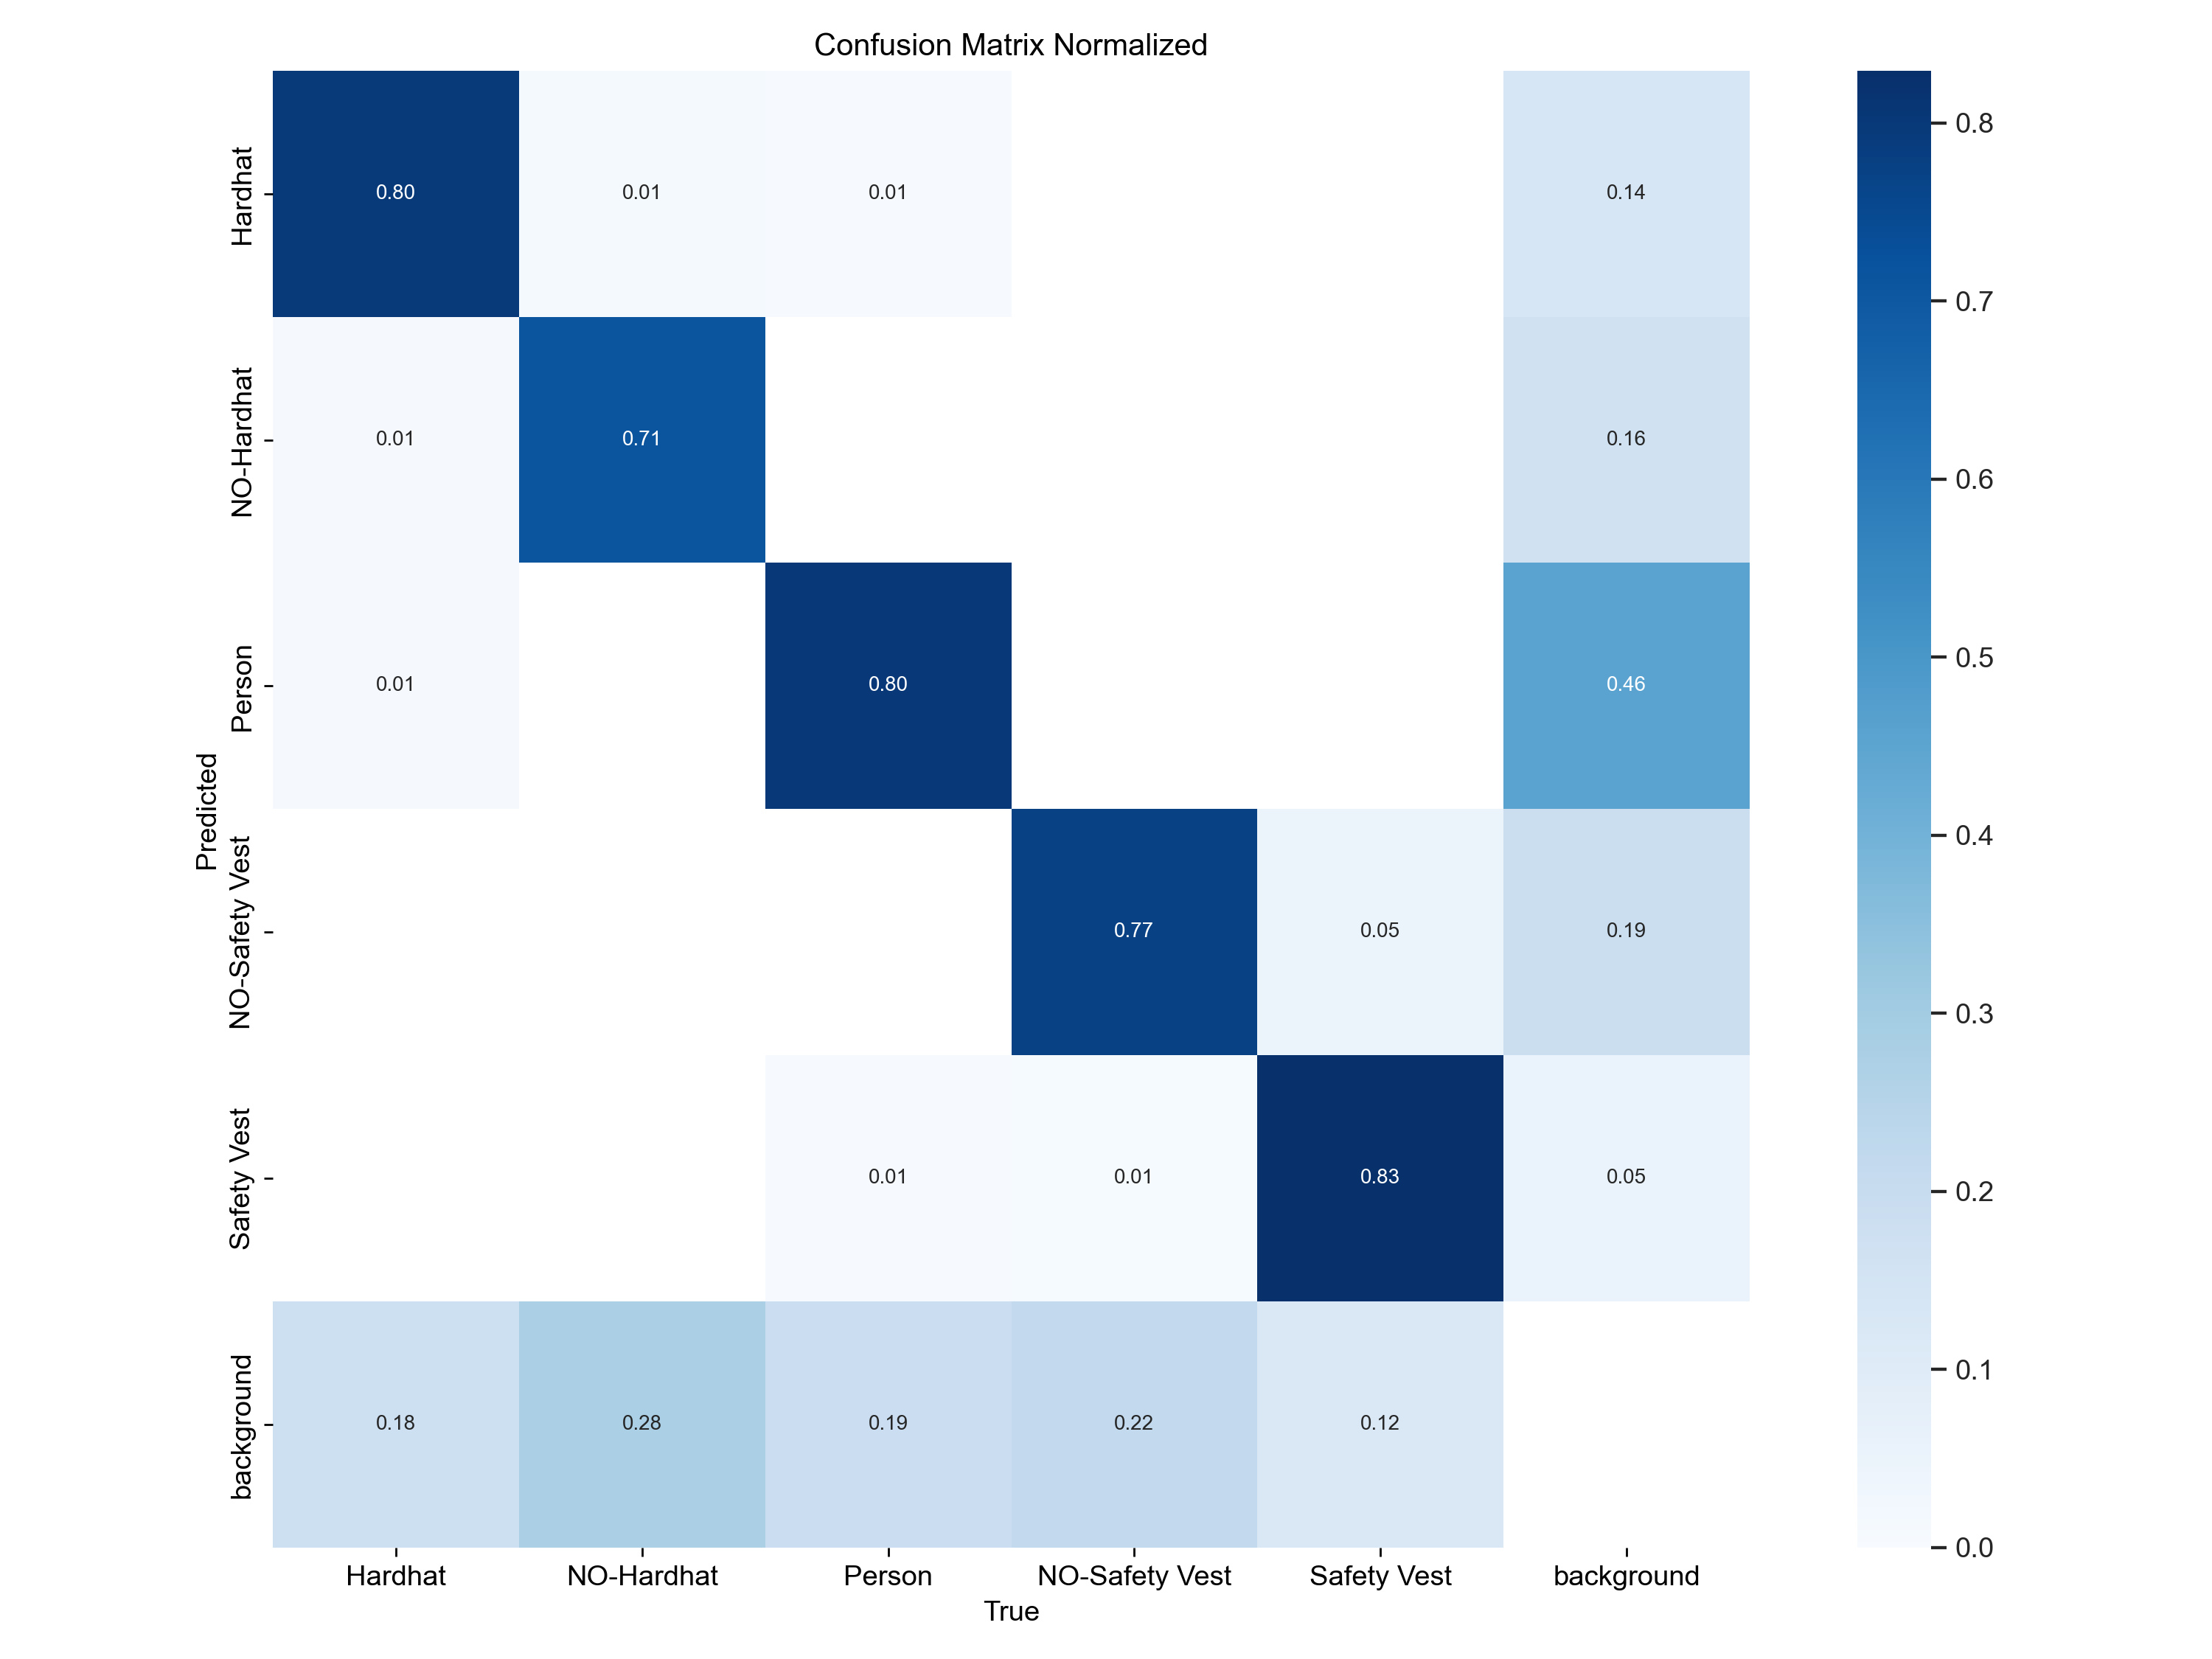 Confusion Matrix Normalized
Hardhat 0.80 0.01 0.01 0.14
NO-Hardhat 0.01 0.71 0.16
Person 0.01 0.80 0.46
NO-Safety Vest 0.77 0.05 0.19
Safety Vest 0.01 0.01 0.83 0.05
background 0.18 0.28 0.19 0.22 0.12
Predicted
Hardhat NO-Hardhat Person NO-Safety Vest Safety Vest background
True
0.8
0.7
0.6
0.5
0.4
0.3
0.2
0.1
0.0